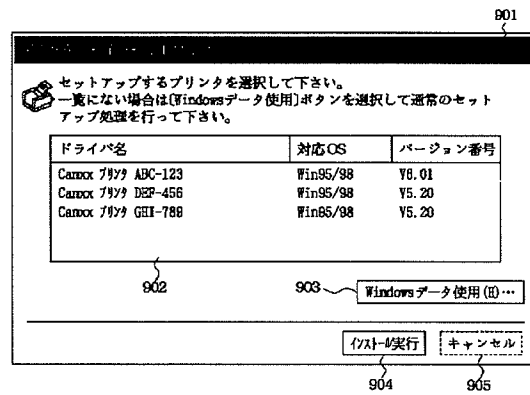 901
セットアップするプリンタを選択して下さい。
一覧にない場合は[Windowsデータ使用]ボタンを選択して通常のセット
アップ処理を行って下さい。
ドライバ名 対応OS バージョン番号
Canxx プリンタ ABC-123 Win95/98 V6.01
Canxx プリンタ DEF-456 Win95/98 V5.20
Canxx プリンタ GHI-789 Win95/98 V5.20
902
903
Windowsデータ使用(H)…
インストール実行 キャンセル
904 905